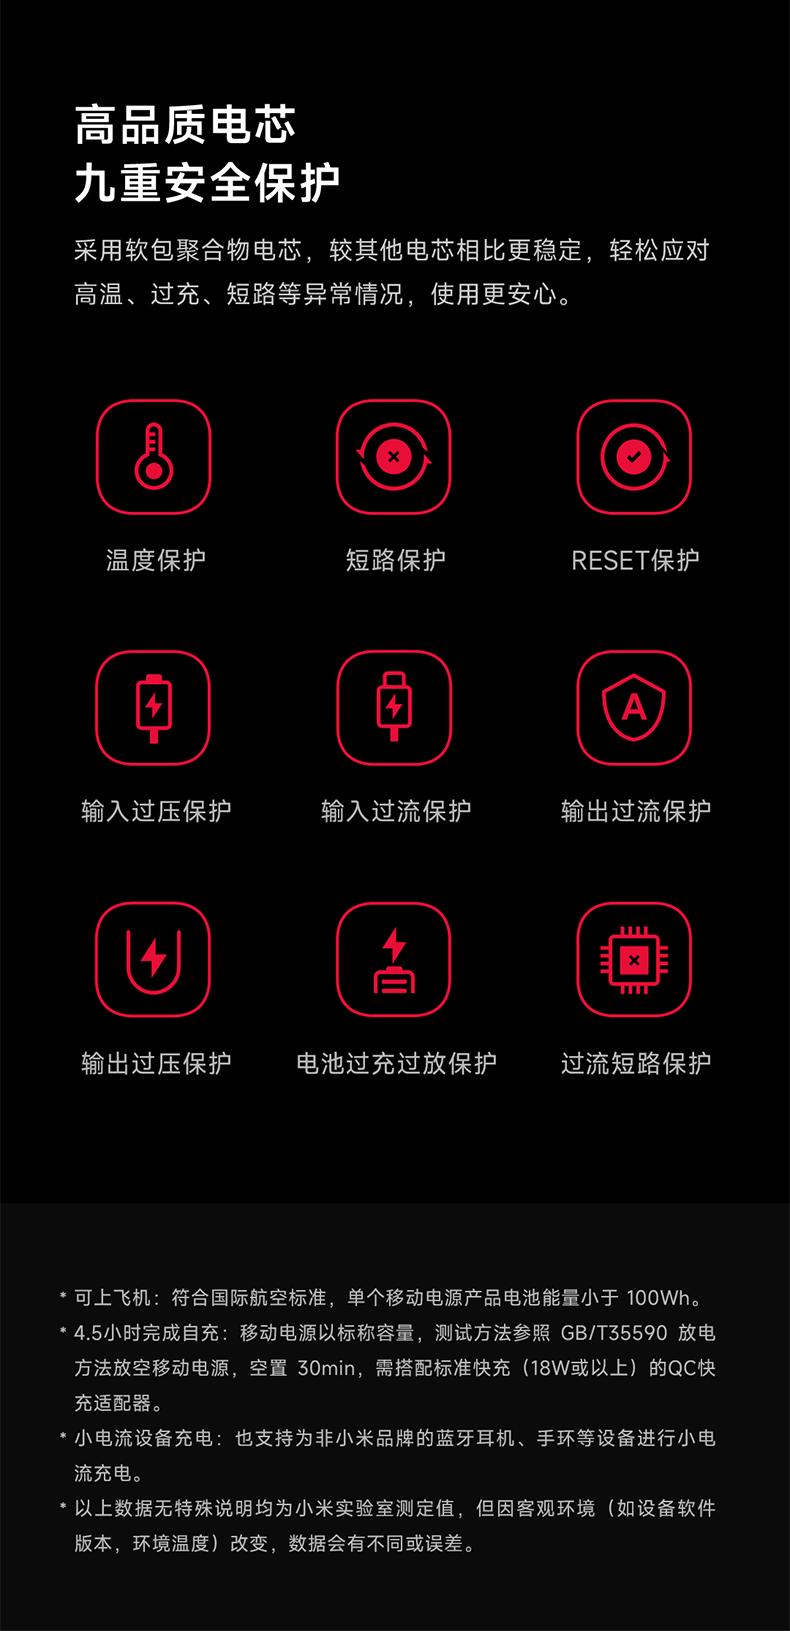 高品质电芯
九重安全保护
采用软包聚合物电芯，较其他电芯相比更稳定，轻松应对
高温、过充、短路等异常情况，使用更安心。
温度保护
短路保护
RESET保护
输入过压保护
输入过流保护
A
输出过流保护
输出过压保护
电池过充过放保护
过流短路保护
* 可上飞机：符合国际航空标准，单个移动电源产品电池能量小于 100Wh。
* 4.5小时完成自充：移动电源以标称容量，测试方法参照 GB/T35590 放电
方法放空移动电源，空置 30min，需搭配标准快充（18W或以上）的QC快
充适配器。
* 小电流设备充电：也支持为非小米品牌的蓝牙耳机、手环等设备进行小电
流充电。
* 以上数据无特殊说明均为小米实验室测定值，但因客观环境（如设备软件
版本，环境温度）改变，数据会有不同或误差。